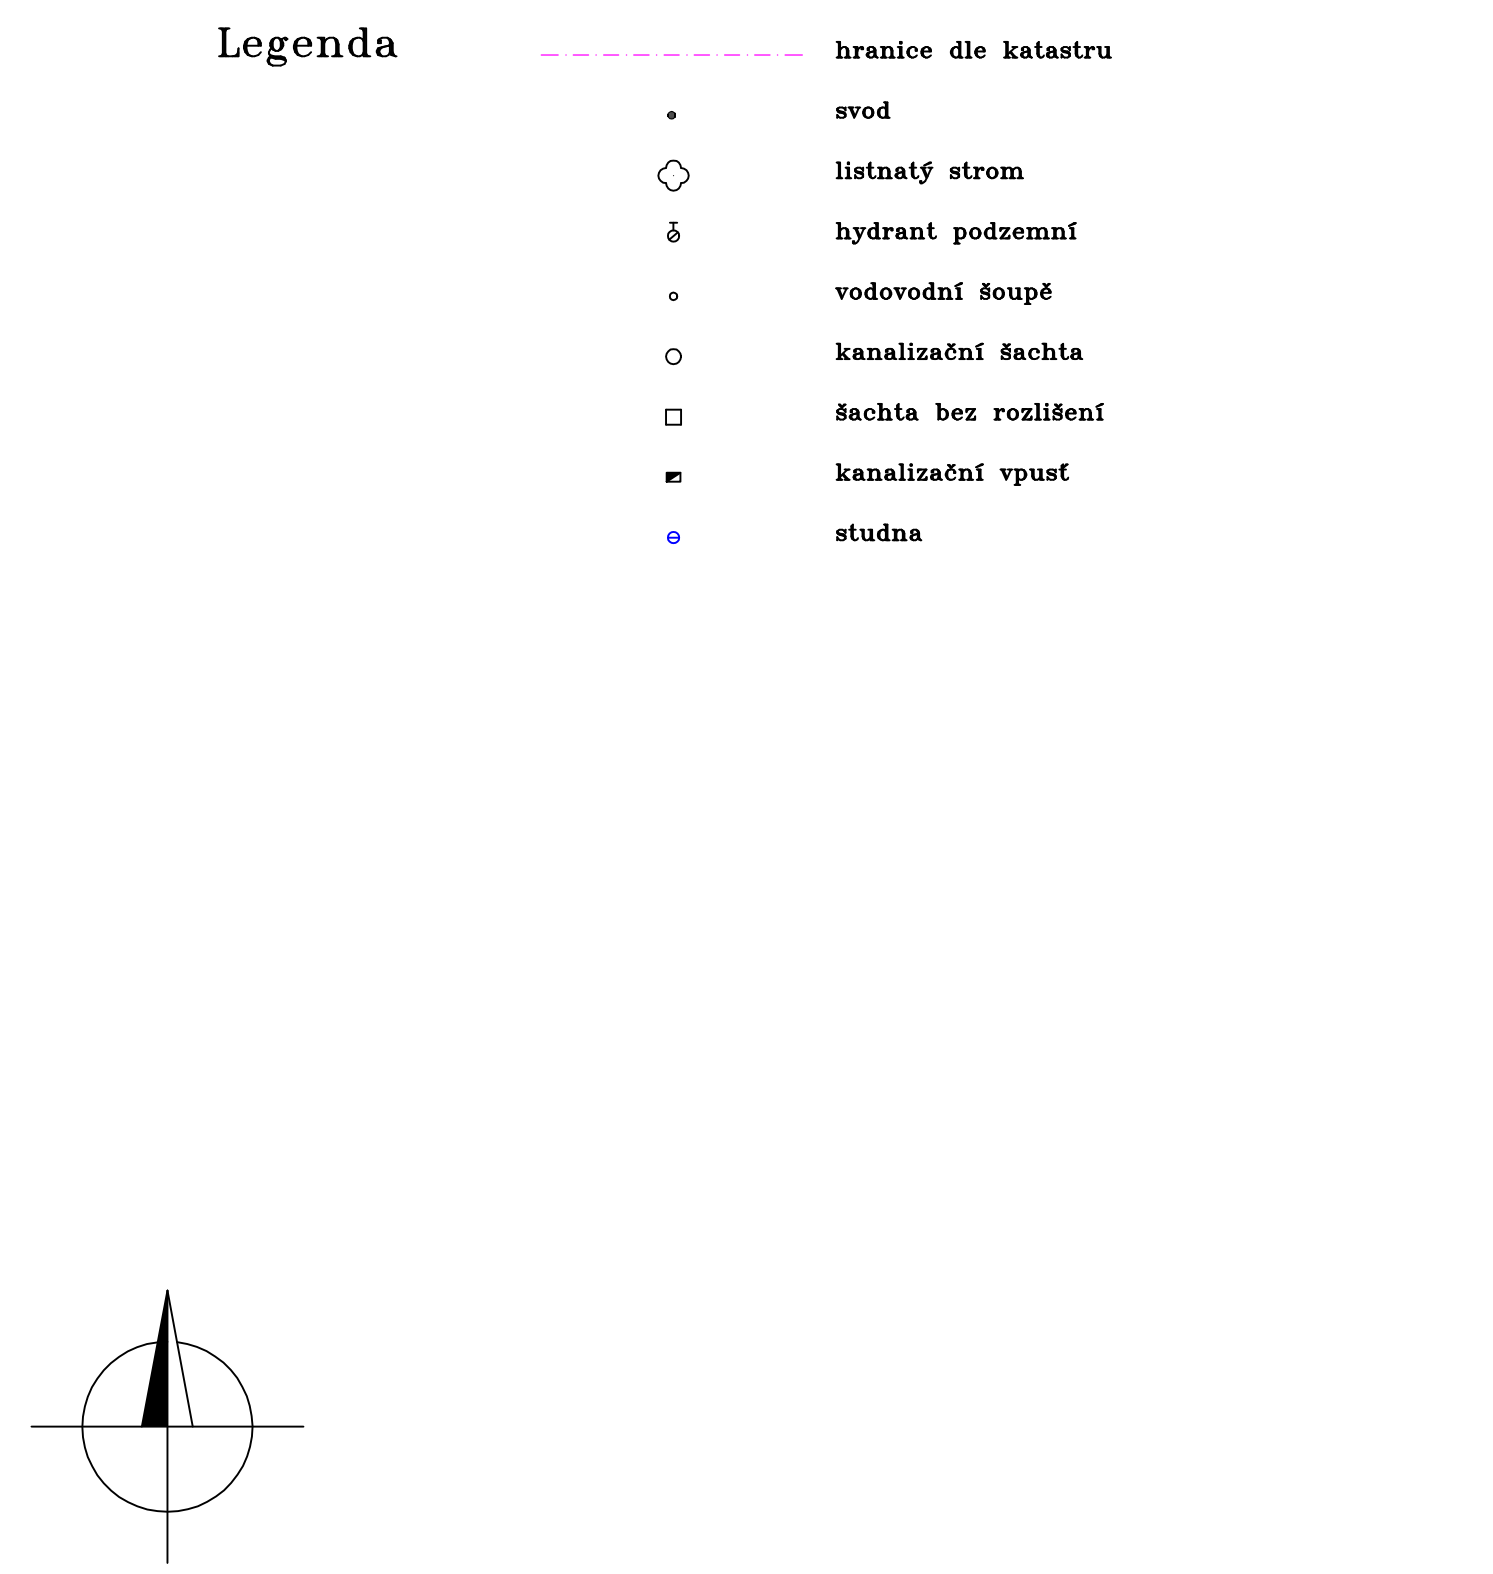 Legenda
hranice dle katastru
svod
listnatý strom
hydrant podzemní
vodovodní šoupě
kanalizační šachta
šachta bez rozlišení
kanalizační vpusť
studna